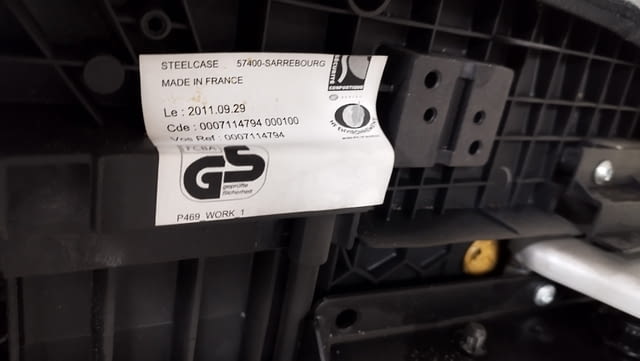 STEELCASE 57400-SARREBOURG
MADE IN FRANCE
Le : 2011.09.29
Cde : 0007114794 000100
Vos Ref : 0007114794
FCBA
GS
geprüfte
Sicherheit
P469 WORK 1